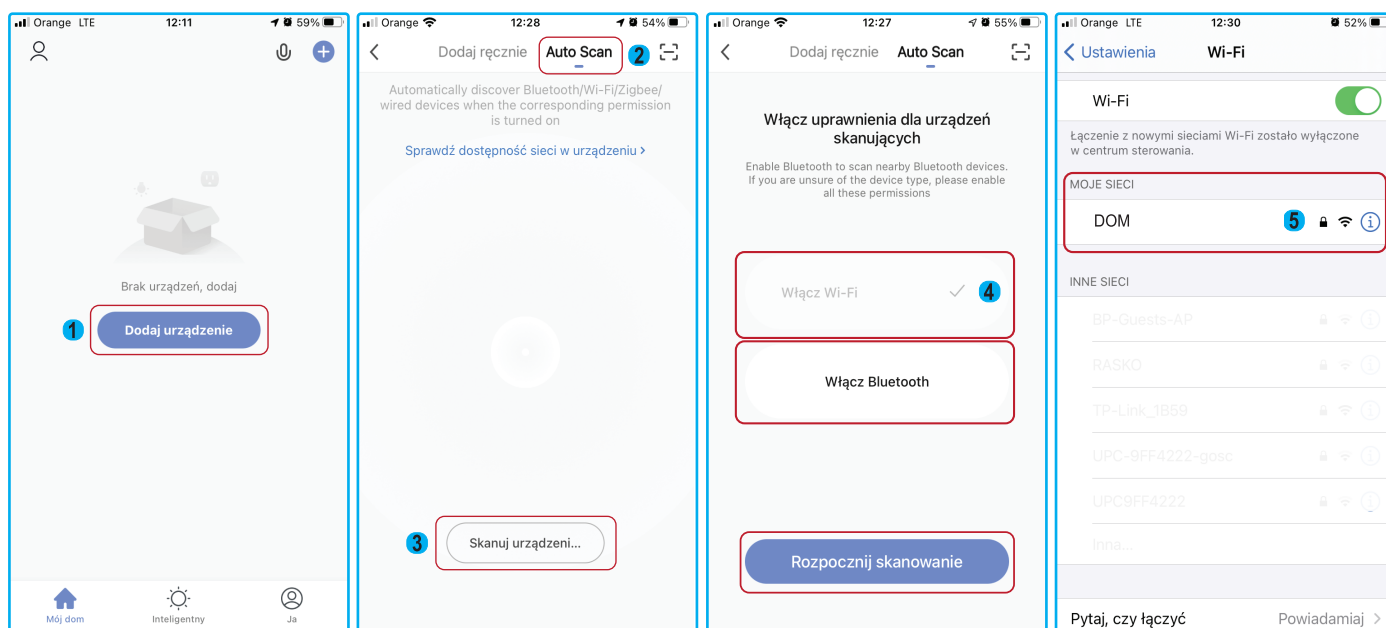 Orange LTE 12:11 59%
1
Brak urządzeń, dodaj
Dodaj urządzenie
Mój dom Inteligentny Ja
Orange 12:28 54%
Dodaj ręcznie Auto Scan 2
Automatically discover Bluetooth/Wi-Fi/Zigbee/
wired devices when the corresponding permission
is turned on
Sprawdź dostępność sieci w urządzeniu >
3 Skanuj urządzeni...
Orange 12:27 55%
Dodaj ręcznie Auto Scan
Włącz uprawnienia dla urządzeń
skanujących
Enable Bluetooth to scan nearby Bluetooth devices.
If you are unsure of the device type, please enable
all these permissions
Włącz Wi-Fi 4
Włącz Bluetooth
Rozpocznij skanowanie
Orange LTE 12:30 52%
Ustawienia Wi-Fi
Wi-Fi
Łączenie z nowymi sieciami Wi-Fi zostało wyłączone
w centrum sterowania.
MOJE SIECI
DOM 5
INNE SIECI
BP-Guests-AP
RASKO
TP-Link_1B59
UPC-9FF4222-gosc
UPC9FF4222
Inna...
Pytaj, czy łączyć Powiadamiaj >